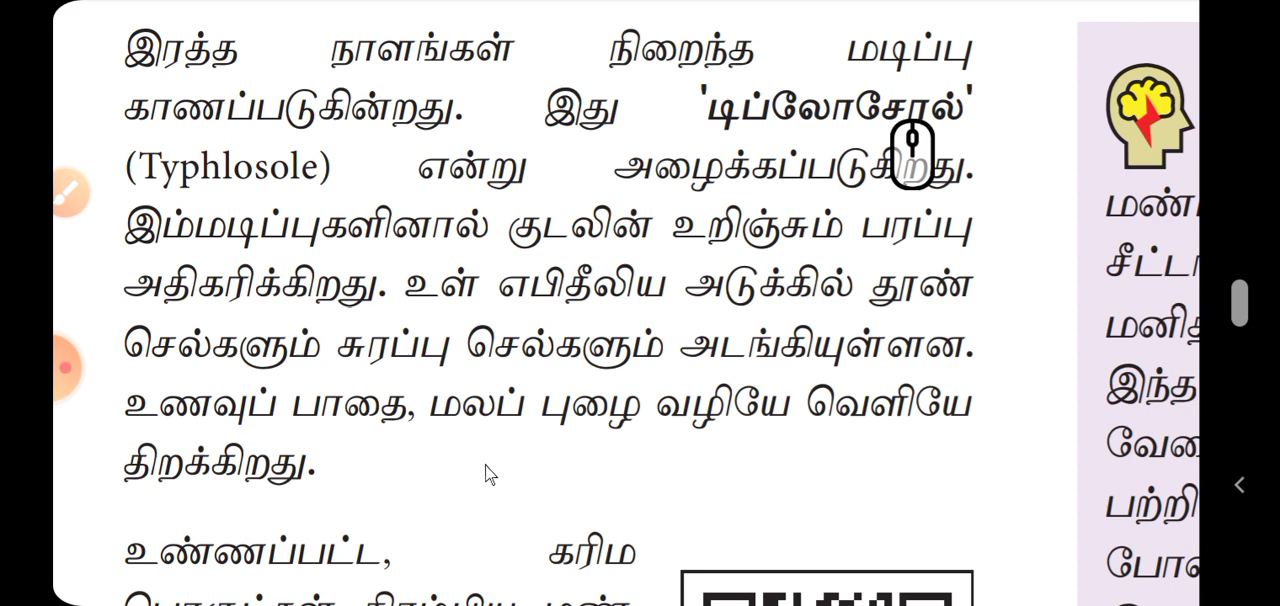 இரத்த நாளங்கள் நிறைந்த மடிப்பு
காணப்படுகின்றது. இது 'டிப்லோசோல்'
(Typhlosole) என்று அழைக்கப்படுகிறது.
இம்மடிப்புகளினால் குடலின் உறிஞ்சும் பரப்பு
அதிகரிக்கிறது. உள் எபிதீலிய அடுக்கில் தூண்
செல்களும் சுரப்பு செல்களும் அடங்கியுள்ளன.
உணவுப் பாதை, மலப் புழை வழியே வெளியே
திறக்கிறது.
உண்ணப்பட்ட, கரிம